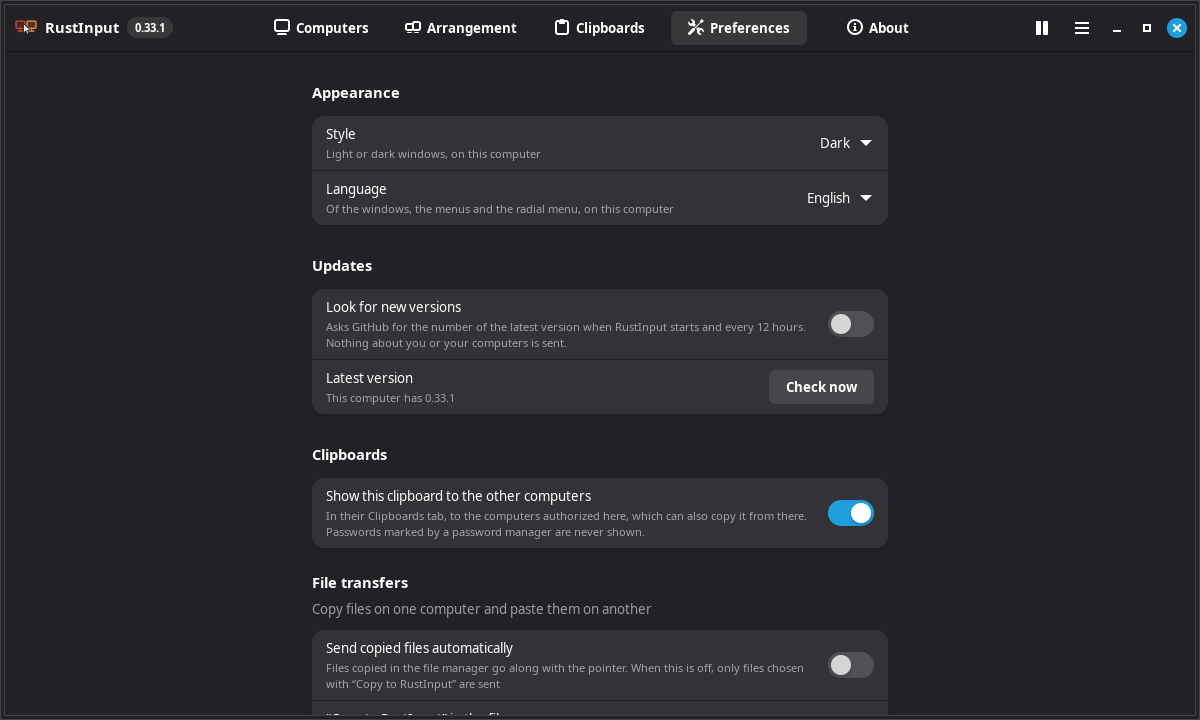 RustInput 0.33.1 Computers Arrangement Clipboards Preferences About
Appearance
Style
Light or dark windows, on this computer
Dark
Language
Of the windows, the menus and the radial menu, on this computer
English
Updates
Look for new versions
Asks GitHub for the number of the latest version when RustInput starts and every 12 hours.
Nothing about you or your computers is sent.
Latest version
This computer has 0.33.1
Check now
Clipboards
Show this clipboard to the other computers
In their Clipboards tab, to the computers authorized here, which can also copy it from there.
Passwords marked by a password manager are never shown.
File transfers
Copy files on one computer and paste them on another
Send copied files automatically
Files copied in the file manager go along with the pointer. When this is off, only files chosen
with “Copy to RustInput” are sent